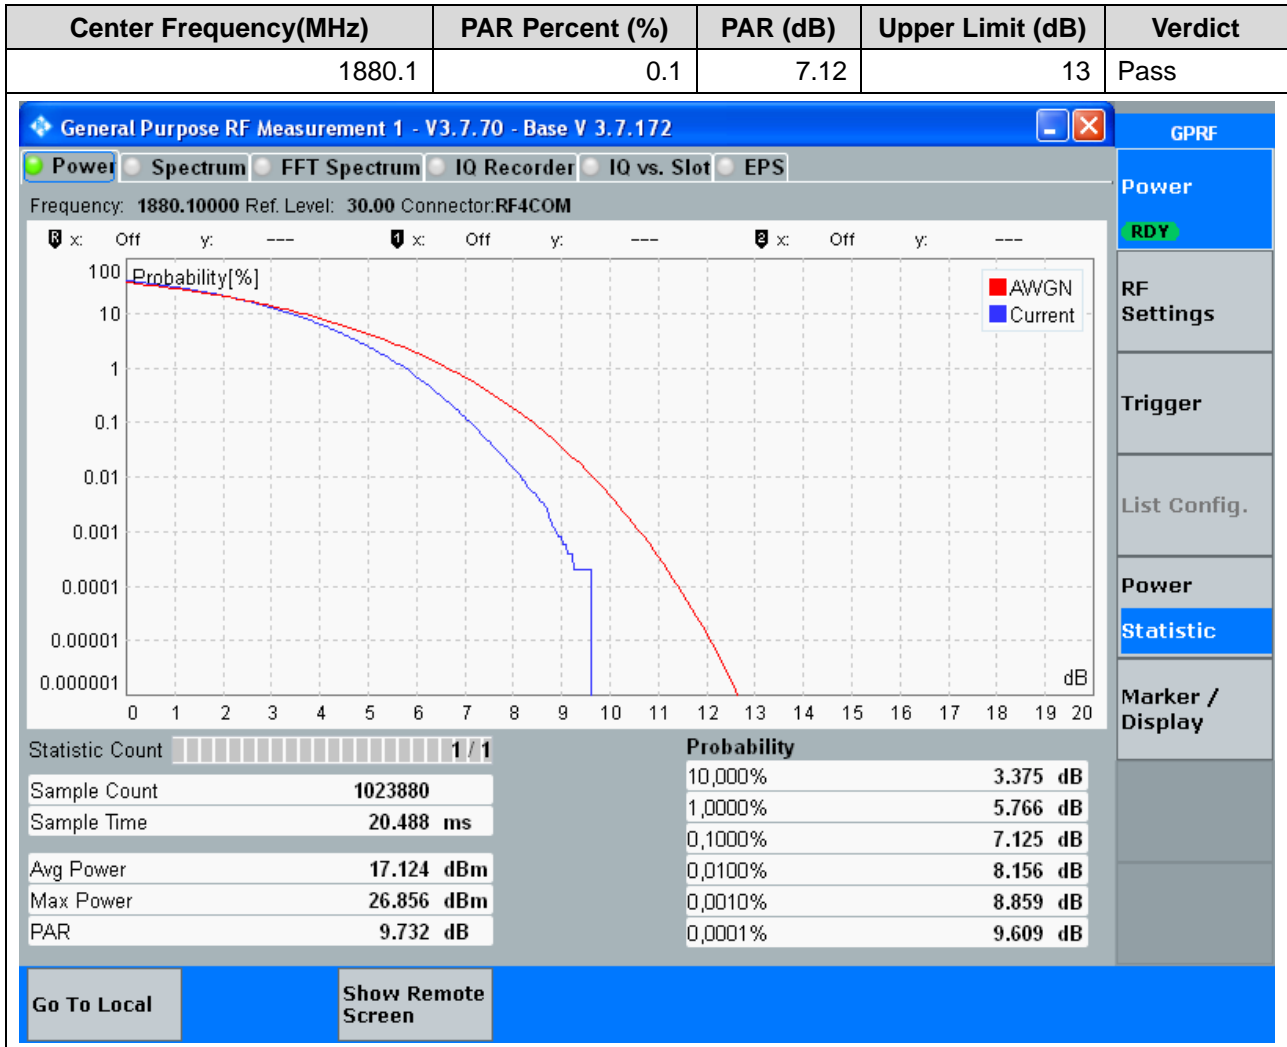 Center Frequency(MHz) PAR Percent (%) PAR (dB) Upper Limit (dB) Verdict
1880.1 0.1 7.12 13 Pass
General Purpose RF Measurement 1 - V3.7.70 - Base V 3.7.172
GPRF
Power Spectrum FFT Spectrum IQ Recorder IQ vs. Slot EPS
Frequency: 1880.10000 Ref. Level: 30.00 Connector:RF4COM
R x: Off y: --- 1 x: Off y: --- 2 x: Off y: ---
Probability[%]
AWGN
Current
100
10
1
0.1
0.01
0.001
0.0001
0.00001
0.000001
dB
0 1 2 3 4 5 6 7 8 9 10 11 12 13 14 15 16 17 18 19 20
Statistic Count 1 / 1
Sample Count 1023880
Sample Time 20.488 ms
Avg Power 17.124 dBm
Max Power 26.856 dBm
PAR 9.732 dB
Probability
10,000% 3.375 dB
1,0000% 5.766 dB
0,1000% 7.125 dB
0,0100% 8.156 dB
0,0010% 8.859 dB
0,0001% 9.609 dB
Power
RDY
RF
Settings
Trigger
List Config.
Power
Statistic
Marker /
Display
Go To Local
Show Remote
Screen